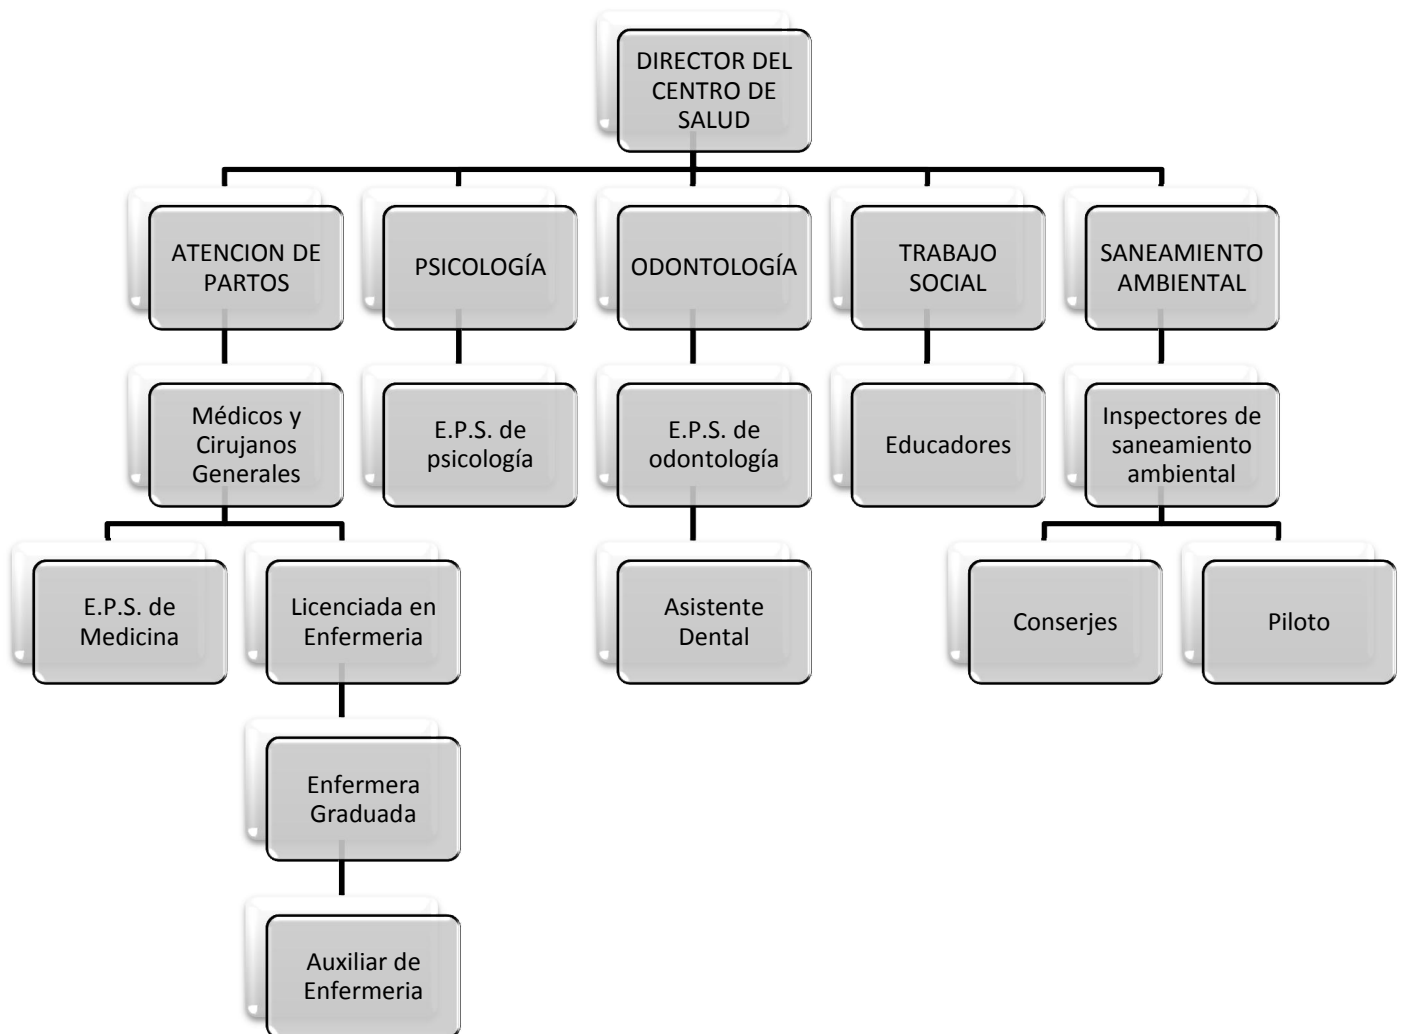 DIRECTOR DEL
CENTRO DE
SALUD
ATENCION DE
PARTOS
PSICOLOGÍA
ODONTOLOGÍA
TRABAJO
SOCIAL
SANEAMIENTO
AMBIENTAL
Médicos y
Cirujanos
Generales
E.P.S. de
psicología
E.P.S. de
odontología
Educadores
Inspectores de
saneamiento
ambiental
E.P.S. de
Medicina
Licenciada en
Enfermeria
Asistente
Dental
Conserjes
Piloto
Enfermera
Graduada
Auxiliar de
Enfermeria